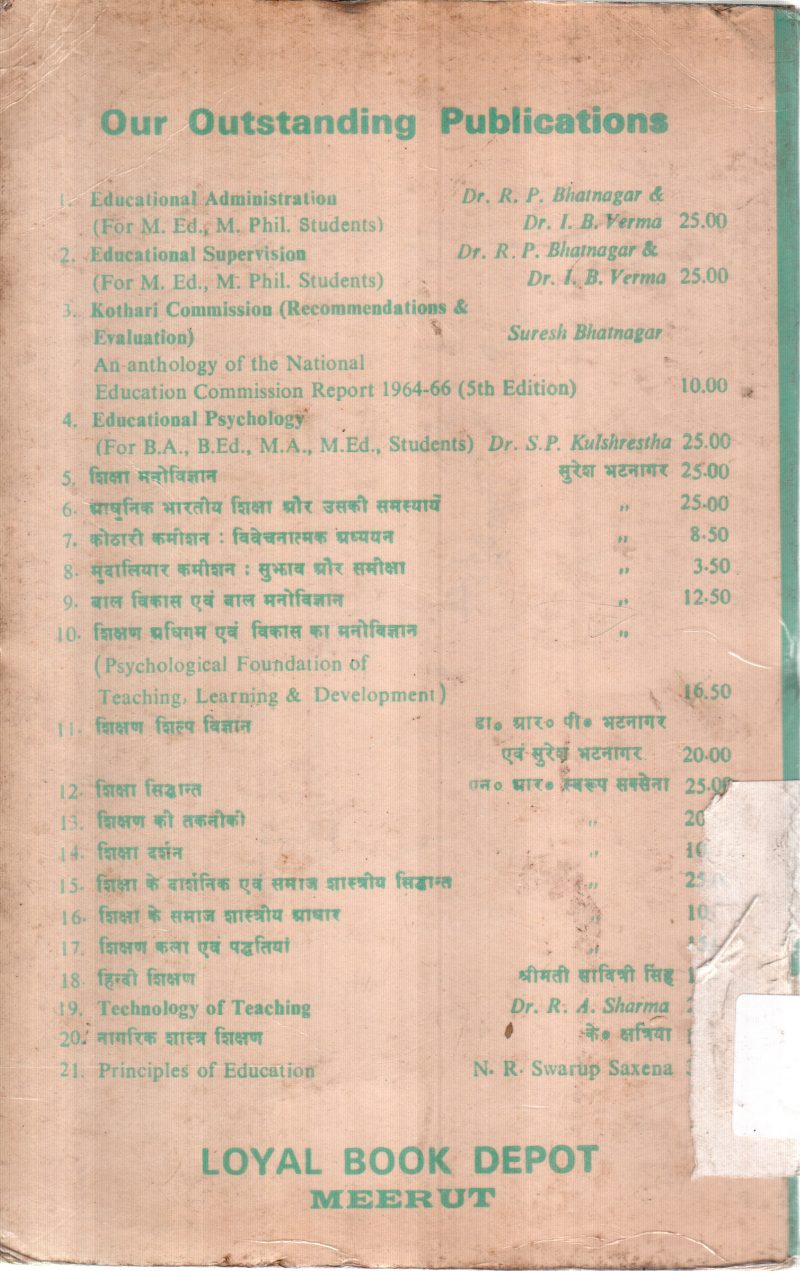 Our Outstanding Publications
1. Educational Administration Dr. R. P. Bhatnagar &
(For M. Ed., M. Phil. Students) Dr. I. B. Verma 25.00
2. Educational Supervision Dr. R. P. Bhatnagar &
(For M. Ed., M. Phil. Students) Dr. I. B. Verma 25.00
3. Kothari Commission (Recommendations &
Evaluation) Suresh Bhatnagar
An anthology of the National
Education Commission Report 1964-66 (5th Edition) 10.00
4. Educational Psychology
(For B.A., B.Ed., M.A., M.Ed., Students) Dr. S.P. Kulshrestha 25.00
5. शिक्षा मनोविज्ञान सुरेश भटनागर 25.00
6. आधुनिक भारतीय शिक्षा और उसकी समस्यायें ,, 25.00
7. कोठारी कमीशन : विवेचनात्मक अध्ययन ,, 8.50
8. मुदालियार कमीशन : सुझाव और समीक्षा ,, 3.50
9. बाल विकास एवं बाल मनोविज्ञान ,, 12.50
10. शिक्षण अधिगम एवं विकास का मनोविज्ञान ,,
(Psychological Foundation of
Teaching, Learning & Development) 16.50
11. शिक्षण शिल्प विज्ञान डा० आर० पी० भटनागर
एवं सुरेश भटनागर 20.00
12. शिक्षा सिद्धान्त एन० आर० स्वरूप सक्सेना 25.00
13. शिक्षण की तकनीकी ,, 20
14. शिक्षा दर्शन ,,
15. शिक्षा के दार्शनिक एवं समाज शास्त्रीय सिद्धान्त ,,
16. शिक्षा के समाज शास्त्रीय आधार ,, 10
17. शिक्षण कला एवं पद्धतियां ,,
18. हिन्दी शिक्षण श्रीमती सावित्री सिंह
19. Technology of Teaching Dr. R. A. Sharma
20. नागरिक शास्त्र शिक्षण के० क्षत्रिया
21. Principles of Education N. R. Swarup Saxena
LOYAL BOOK DEPOT
MEERUT